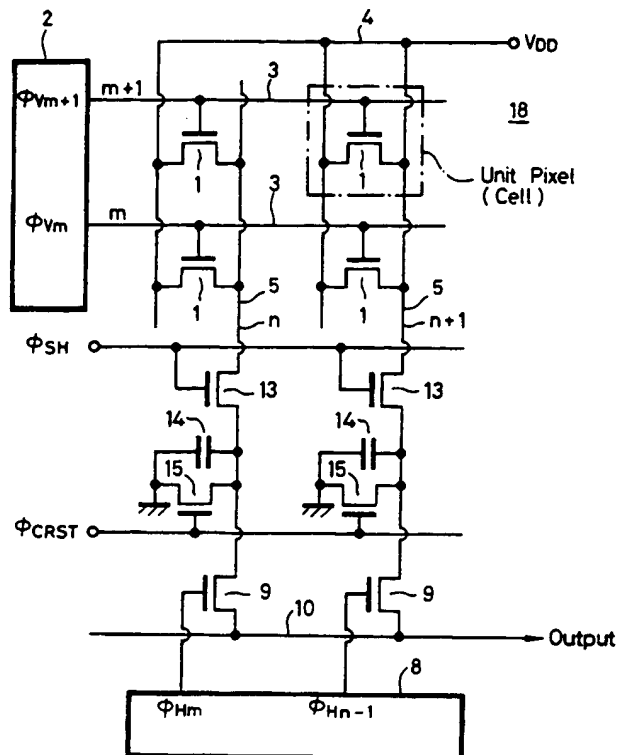 2
4
VDD
ΦVm+1
m+1
3
18
1
1
Unit Pixel
(Cell)
ΦVm
m
3
1
1
5
5
n
n+1
ΦSH
13
13
14
14
15
15
ΦCRST
9
9
10
Output
8
ΦHm
ΦHn-1